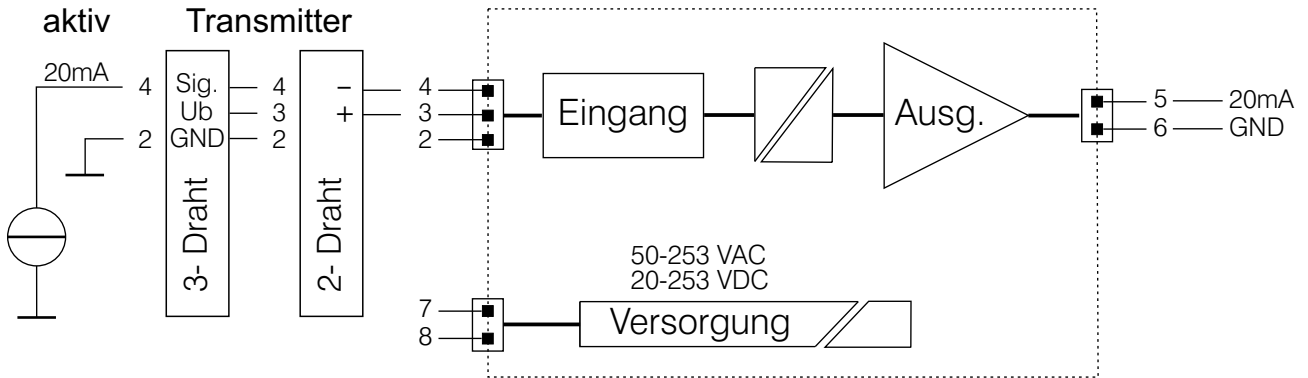 aktiv Transmitter
20mA 4 Sig. 4 − 4
Ub 3 + 3
2 GND 2 2
3- Draht
2- Draht
Eingang
Ausg.
5 20mA
6 GND
50-253 VAC
20-253 VDC
7
8
Versorgung